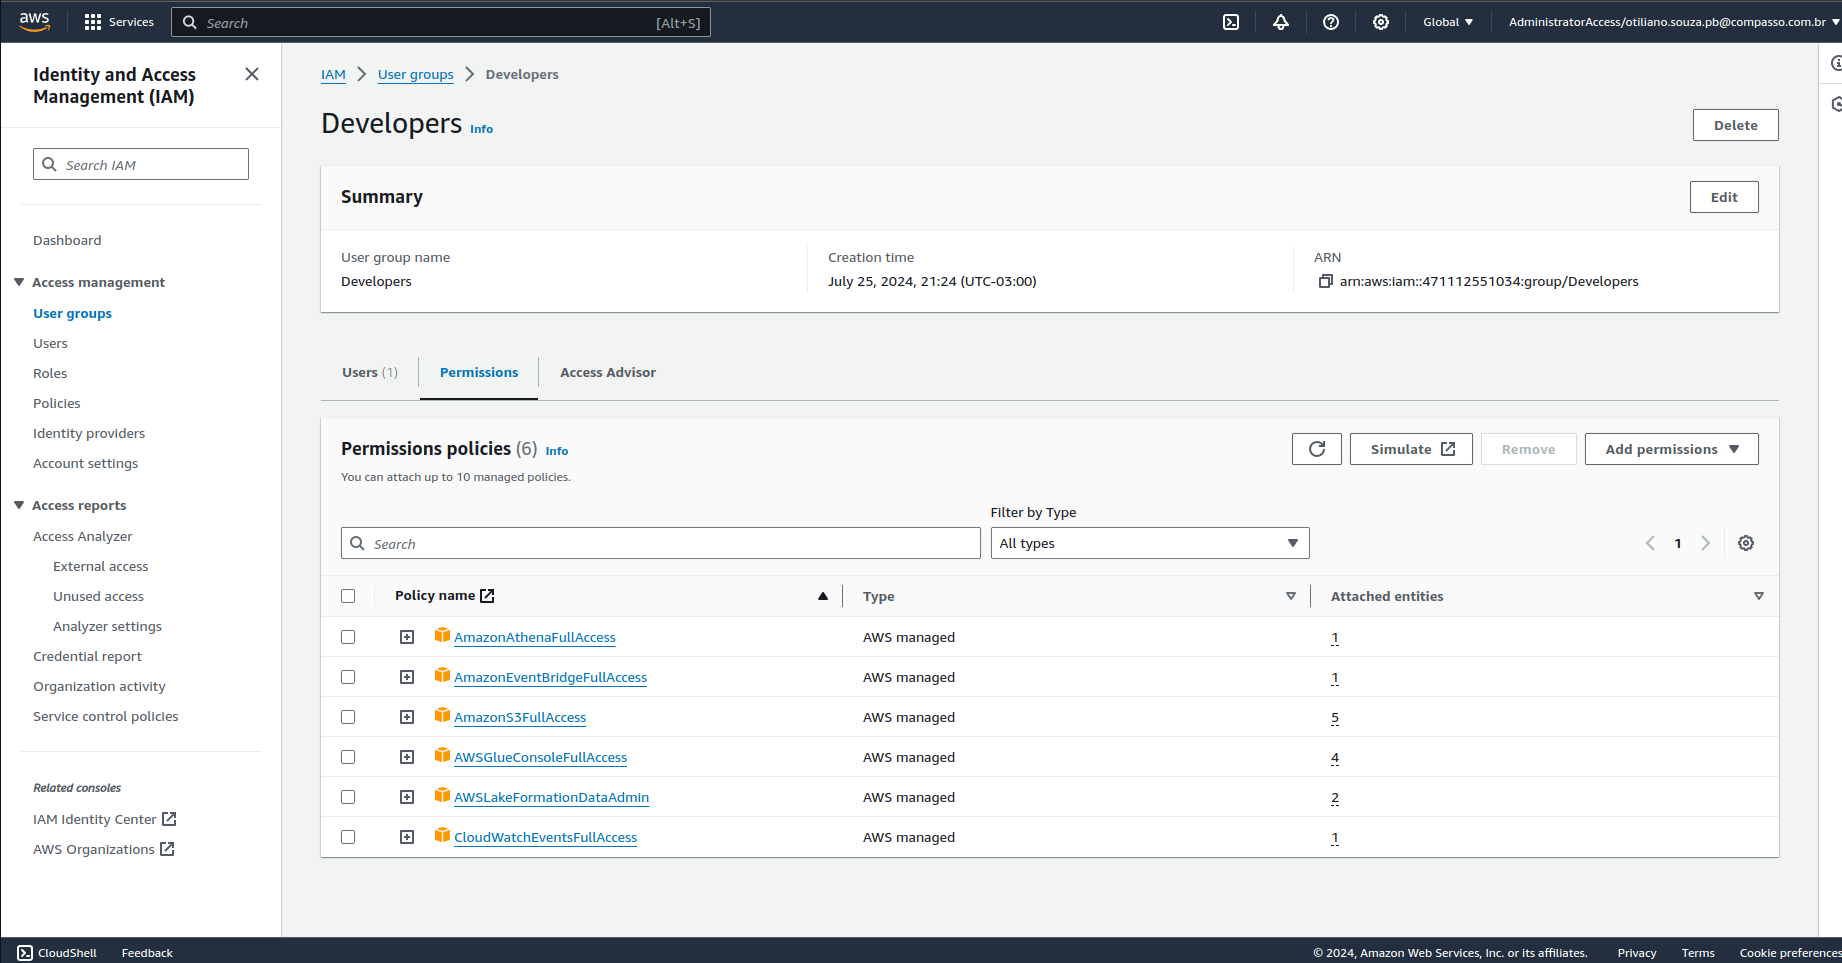 aws
Services
Search
[Alt+S]
Global
AdministratorAccess/otiliano.souza.pb@compasso.com.br
Identity and Access
Management (IAM)
Search IAM
Dashboard
Access management
User groups
Users
Roles
Policies
Identity providers
Account settings
Access reports
Access Analyzer
External access
Unused access
Analyzer settings
Credential report
Organization activity
Service control policies
Related consoles
IAM Identity Center
AWS Organizations
IAM > User groups > Developers
Developers Info
Delete
Summary
Edit
User group name
Developers
Creation time
July 25, 2024, 21:24 (UTC-03:00)
ARN
arn:aws:iam::471112551034:group/Developers
Users (1)
Permissions
Access Advisor
Permissions policies (6) Info
You can attach up to 10 managed policies.
Simulate
Remove
Add permissions
Filter by Type
Search
All types
1
Policy name Type Attached entities
AmazonAthenaFullAccess AWS managed 1
AmazonEventBridgeFullAccess AWS managed 1
AmazonS3FullAccess AWS managed 5
AWSGlueConsoleFullAccess AWS managed 4
AWSLakeFormationDataAdmin AWS managed 2
CloudWatchEventsFullAccess AWS managed 1
CloudShell
Feedback
© 2024, Amazon Web Services, Inc. or its affiliates.
Privacy
Terms
Cookie preferences